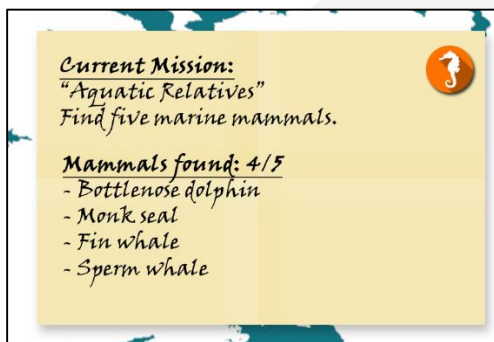 Current Mission:
"Aquatic Relatives"
Find five marine mammals.
Mammals found: 4/5
- Bottlenose dolphin
- Monk seal
- Fin whale
- Sperm whale